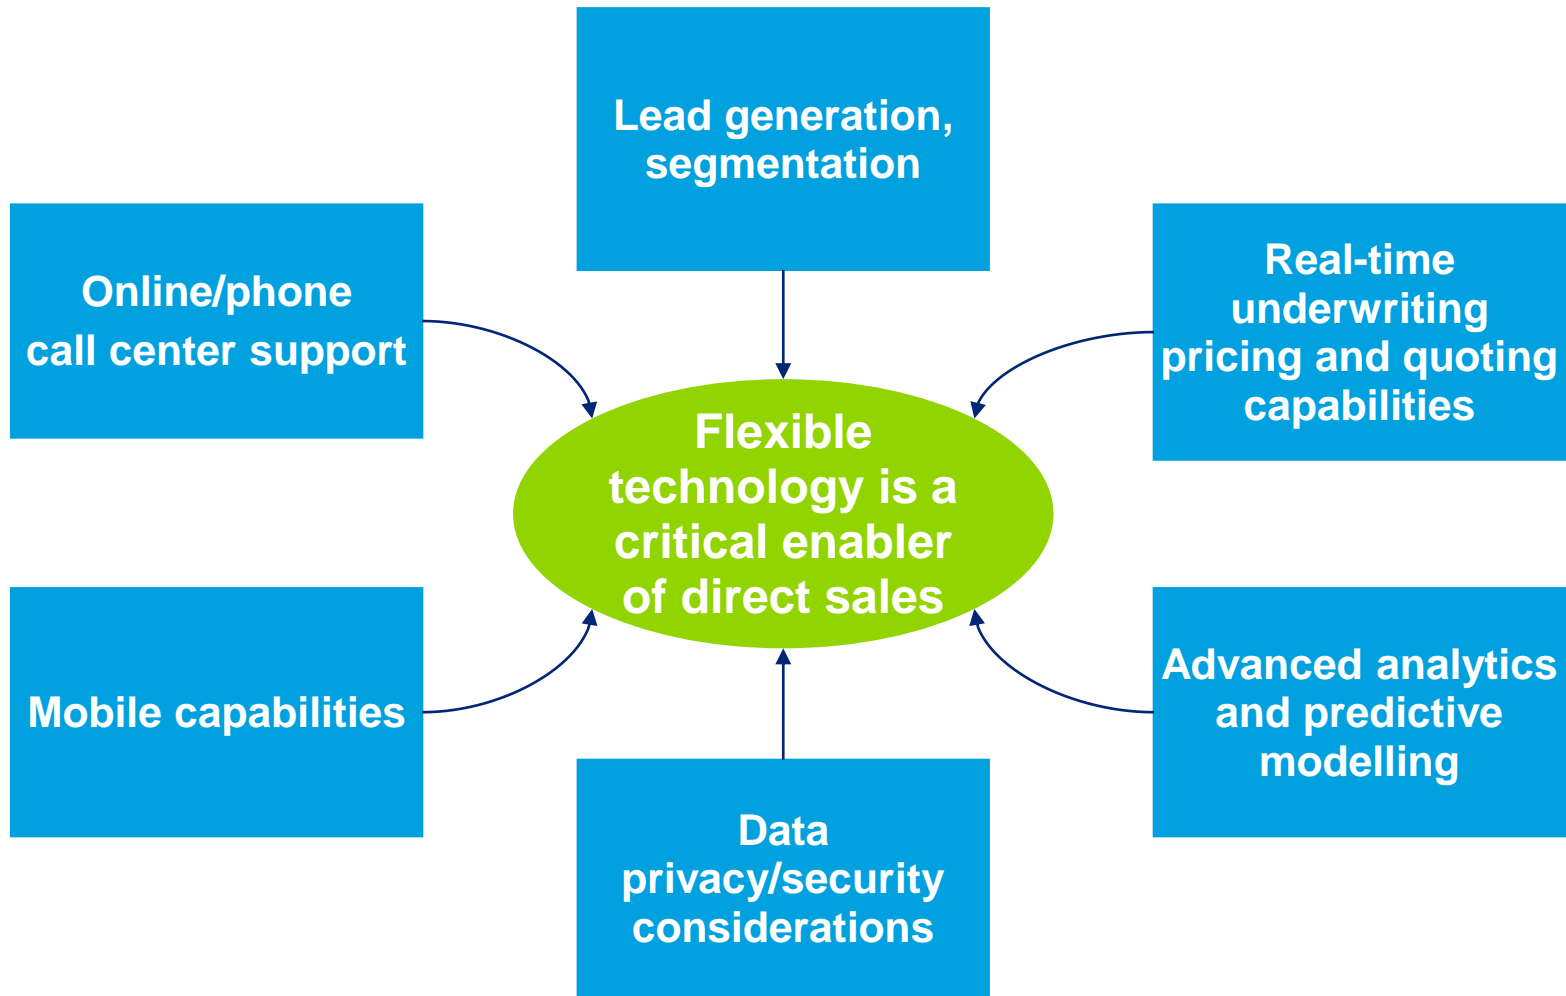 Lead generation,
segmentation
Online/phone
call center support
Real-time
underwriting
pricing and quoting
capabilities
Flexible
technology is a
critical enabler
of direct sales
Mobile capabilities
Advanced analytics
and predictive
modelling
Data
privacy/security
considerations